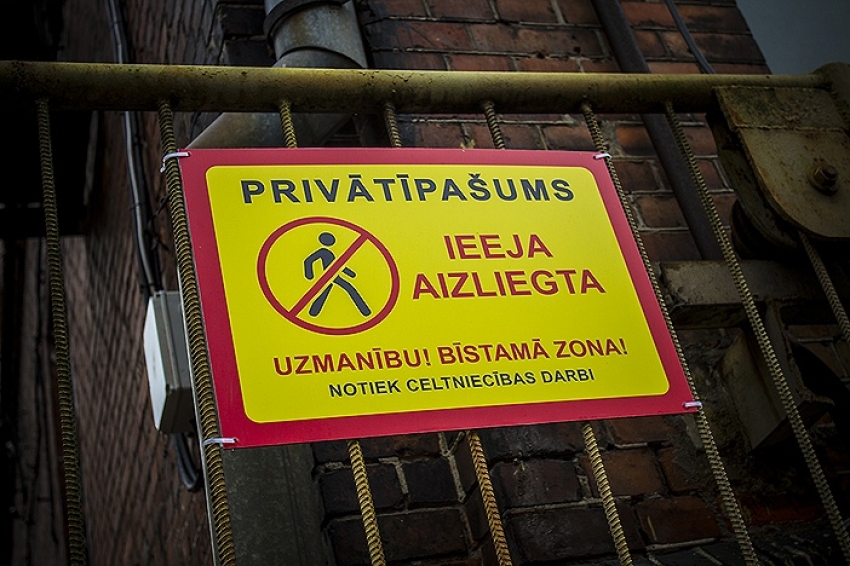 PRIVĀTĪPAŠUMS
IEEJA
AIZLIEGTA
UZMANĪBU! BĪSTAMĀ ZONA!
NOTIEK CELTNIECĪBAS DARBI